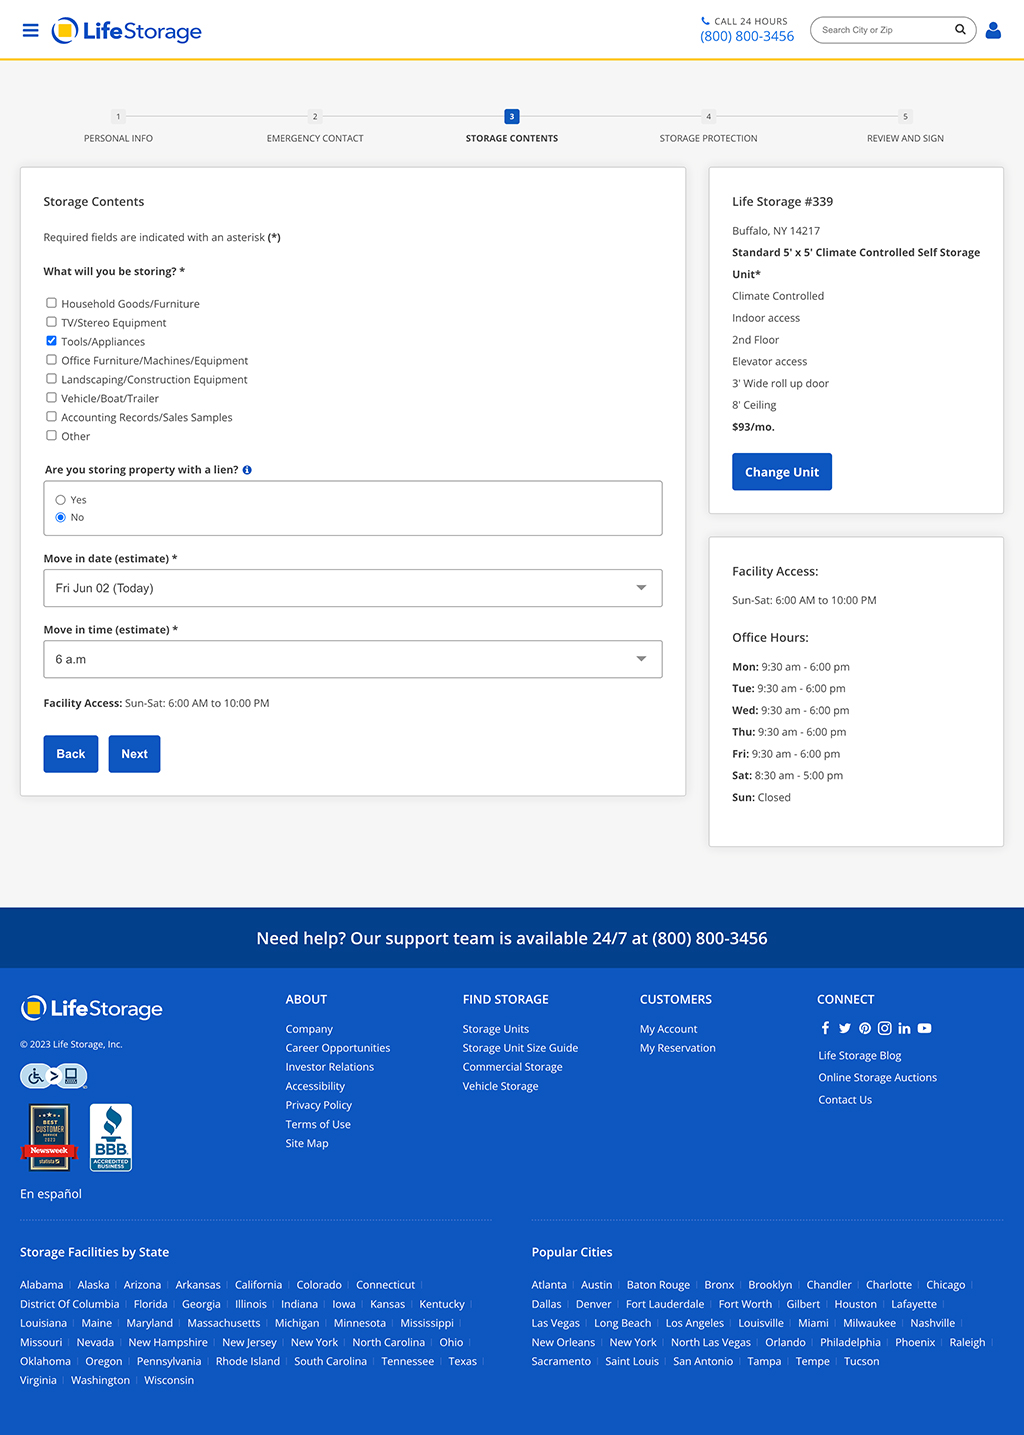 LifeStorage
CALL 24 HOURS
(800) 800-3456
Search City or Zip
1
2
3
4
5
PERSONAL INFO
EMERGENCY CONTACT
STORAGE CONTENTS
STORAGE PROTECTION
REVIEW AND SIGN
Storage Contents
Required fields are indicated with an asterisk (*)
What will you be storing? *
Household Goods/Furniture
TV/Stereo Equipment
Tools/Appliances
Office Furniture/Machines/Equipment
Landscaping/Construction Equipment
Vehicle/Boat/Trailer
Accounting Records/Sales Samples
Other
Are you storing property with a lien?
Yes
No
Move in date (estimate) *
Fri Jun 02 (Today)
Move in time (estimate) *
6 a.m
Facility Access: Sun-Sat: 6:00 AM to 10:00 PM
Back
Next
Life Storage #339
Buffalo, NY 14217
Standard 5' x 5' Climate Controlled Self Storage
Unit*
Climate Controlled
Indoor access
2nd Floor
Elevator access
3' Wide roll up door
8' Ceiling
$93/mo.
Change Unit
Facility Access:
Sun-Sat: 6:00 AM to 10:00 PM
Office Hours:
Mon: 9:30 am - 6:00 pm
Tue: 9:30 am - 6:00 pm
Wed: 9:30 am - 6:00 pm
Thu: 9:30 am - 6:00 pm
Fri: 9:30 am - 6:00 pm
Sat: 8:30 am - 5:00 pm
Sun: Closed
Need help? Our support team is available 24/7 at (800) 800-3456
LifeStorage
© 2023 Life Storage, Inc.
BEST
CUSTOMER
SERVICE
2023
Newsweek
statista
BBB
ACCREDITED
BUSINESS
En español
ABOUT
Company
Career Opportunities
Investor Relations
Accessibility
Privacy Policy
Terms of Use
Site Map
FIND STORAGE
Storage Units
Storage Unit Size Guide
Commercial Storage
Vehicle Storage
CUSTOMERS
My Account
My Reservation
CONNECT
Life Storage Blog
Online Storage Auctions
Contact Us
Storage Facilities by State
Alabama Alaska Arizona Arkansas California Colorado Connecticut
District Of Columbia Florida Georgia Illinois Indiana Iowa Kansas Kentucky
Louisiana Maine Maryland Massachusetts Michigan Minnesota Mississippi
Missouri Nevada New Hampshire New Jersey New York North Carolina Ohio
Oklahoma Oregon Pennsylvania Rhode Island South Carolina Tennessee Texas
Virginia Washington Wisconsin
Popular Cities
Atlanta Austin Baton Rouge Bronx Brooklyn Chandler Charlotte Chicago
Dallas Denver Fort Lauderdale Fort Worth Gilbert Houston Lafayette
Las Vegas Long Beach Los Angeles Louisville Miami Milwaukee Nashville
New Orleans New York North Las Vegas Orlando Philadelphia Phoenix Raleigh
Sacramento Saint Louis San Antonio Tampa Tempe Tucson